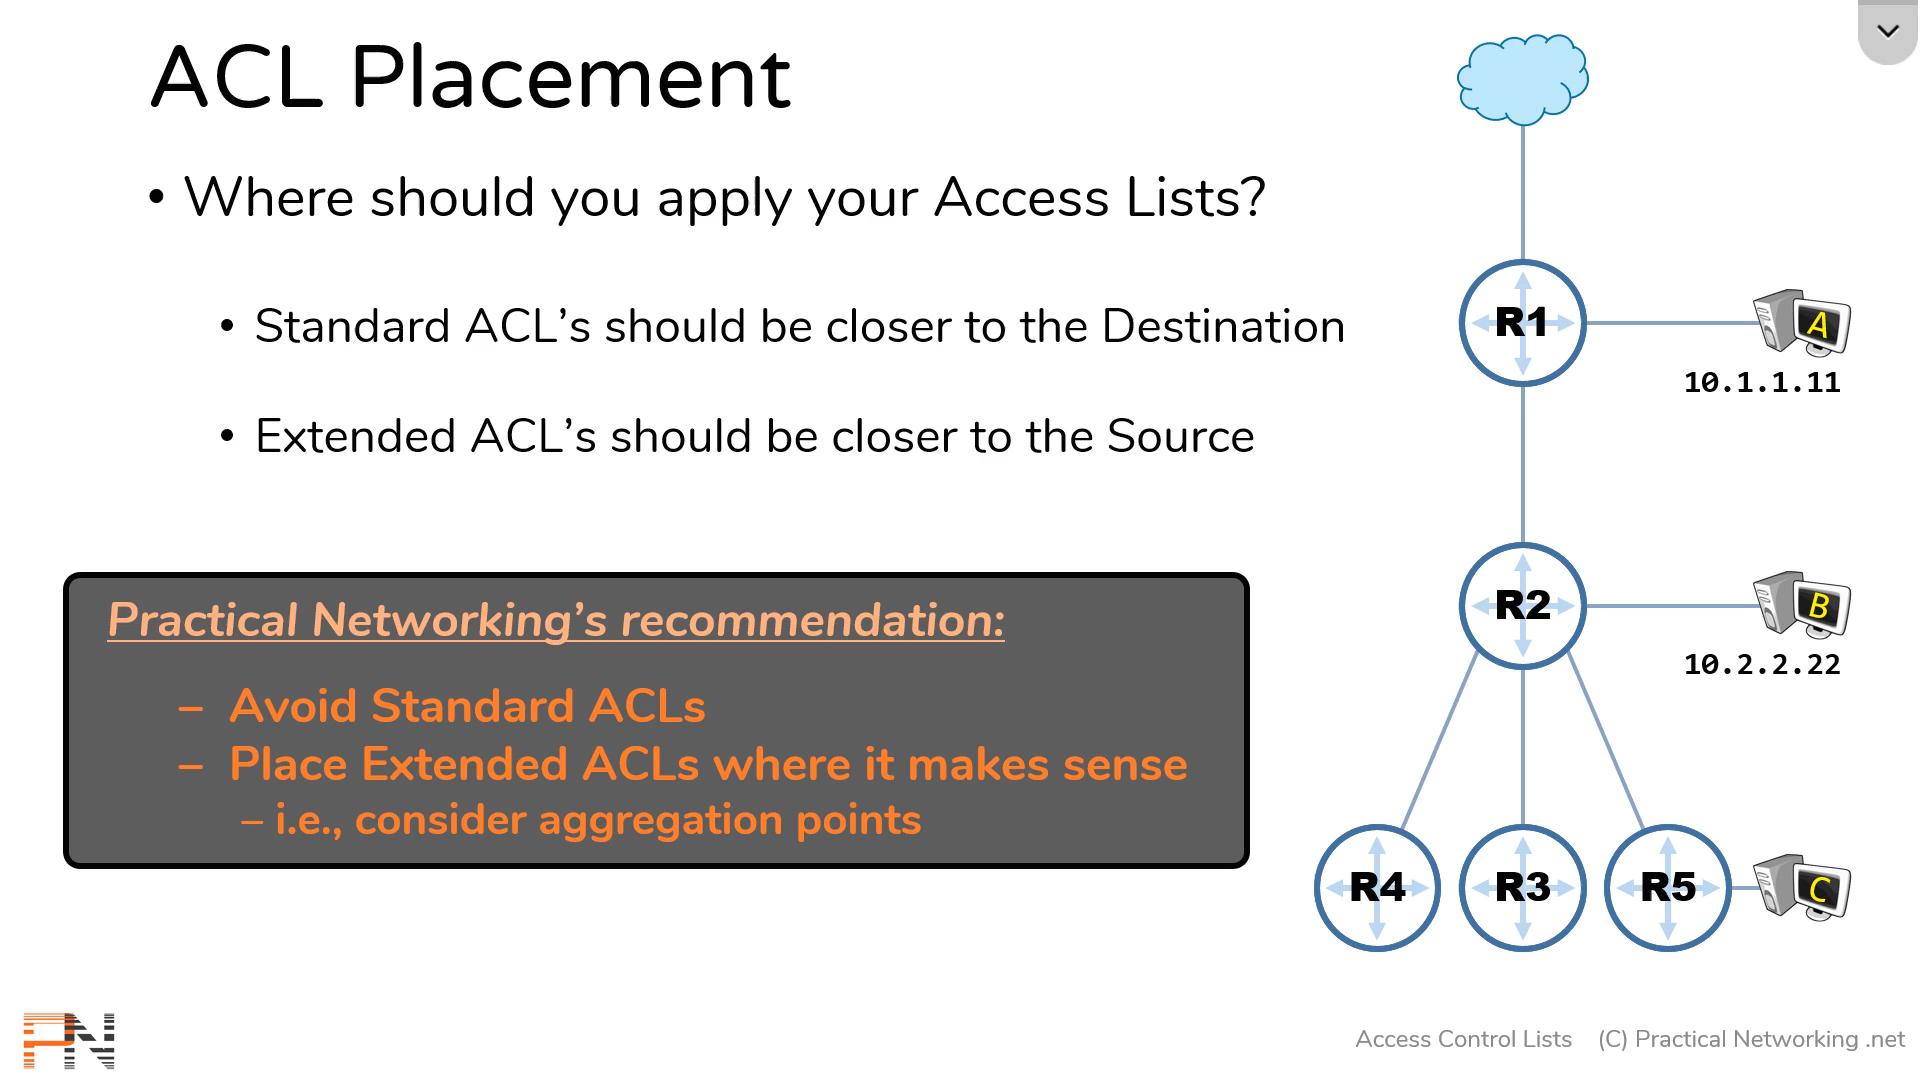 ACL Placement
• Where should you apply your Access Lists?
• Standard ACL’s should be closer to the Destination
• Extended ACL’s should be closer to the Source
Practical Networking’s recommendation:
– Avoid Standard ACLs
– Place Extended ACLs where it makes sense
– i.e., consider aggregation points
R1
A
10.1.1.11
R2
B
10.2.2.22
R4
R3
R5
C
PN
Access Control Lists (C) Practical Networking .net